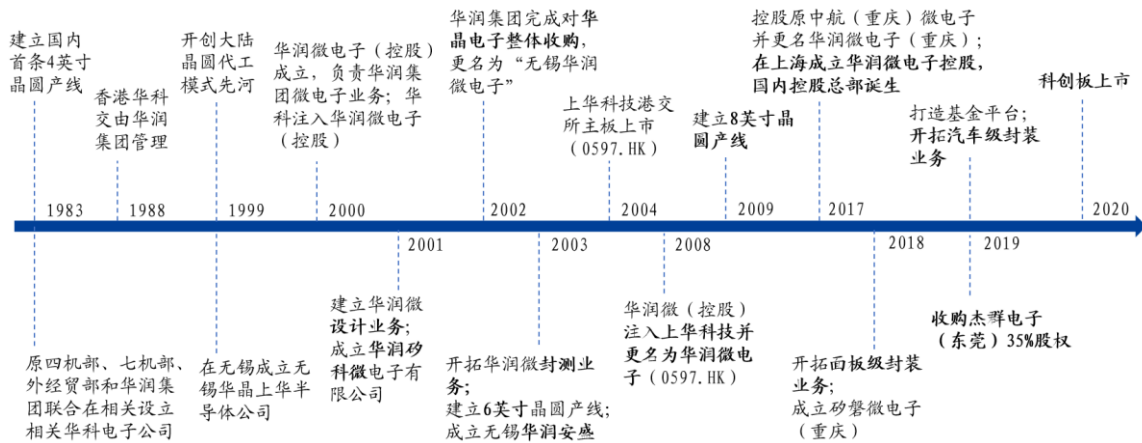 建立国内
首条4英寸
晶圆产线
香港华科
交由华润
集团管理
开创大陆
晶圆代工
模式先河
华润微电子（控股）
成立，负责华润集
团微电子业务；华
科注入华润微电子
（控股）
华润集团完成对华
晶电子整体收购，
更名为“无锡华润
微电子”
上华科技港交
所主板上市
（0597.HK）
建立8英寸晶
圆产线
控股原中航（重庆）微电子
并更名华润微电子（重庆）；
在上海成立华润微电子控股，
国内控股总部诞生
打造基金平台；
开拓汽车级封装
业务
科创板上市
1983
1988
1999
2000
2002
2004
2009
2017
2020
2001
2003
2008
2018
2019
原四机部、七机部、
外经贸部和华润集
团联合在相关设立
相关华科电子公司
在无锡成立无
锡华晶上华半
导体公司
建立华润微
设计业务；
成立华润矽
科微电子有
限公司
开拓华润微封测业
务；
建立6英寸晶圆产线；
成立无锡华润安盛
华润微（控股）
注入上华科技并
更名为华润微电
子（0597.HK）
开拓面板级封装
业务；
成立矽磐微电子
（重庆）
收购杰群电子
（东莞）35%股权